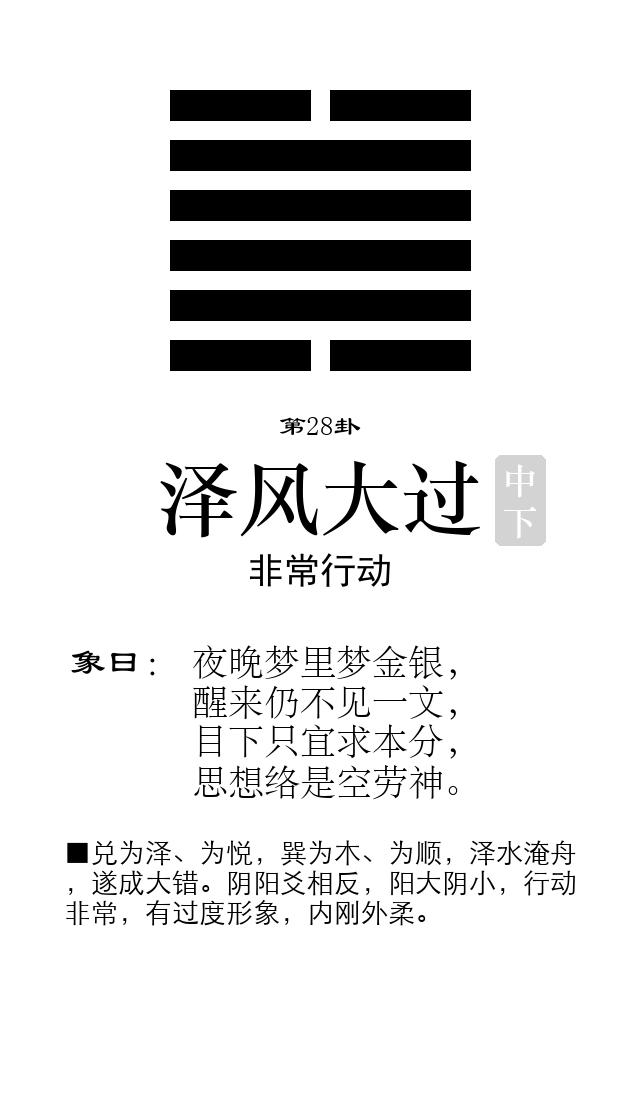 第28卦
泽风大过
中下
非常行动
象曰：夜晚梦里梦金银，
醒来仍不见一文，
目下只宜求本分，
思想络是空劳神。
■兑为泽、为悦，巽为木、为顺，泽水淹舟
，遂成大错。阴阳爻相反，阳大阴小，行动
非常，有过度形象，内刚外柔。